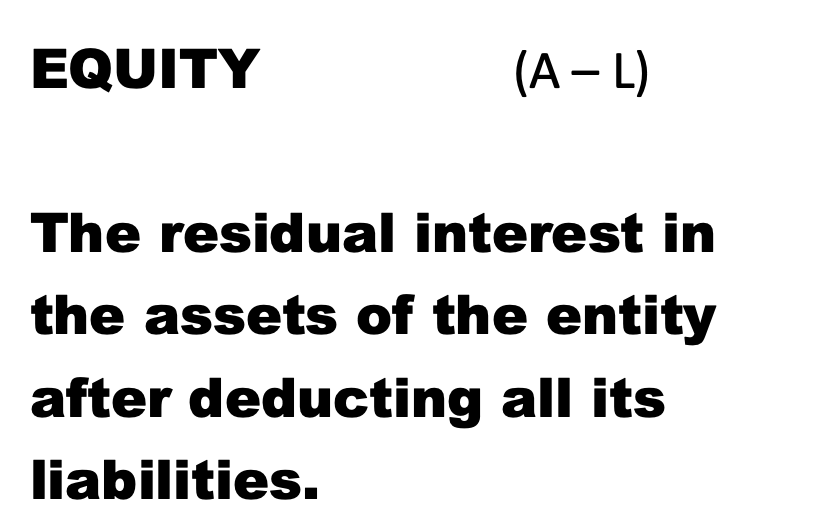 EQUITY (A – L)
The residual interest in
the assets of the entity
after deducting all its
liabilities.